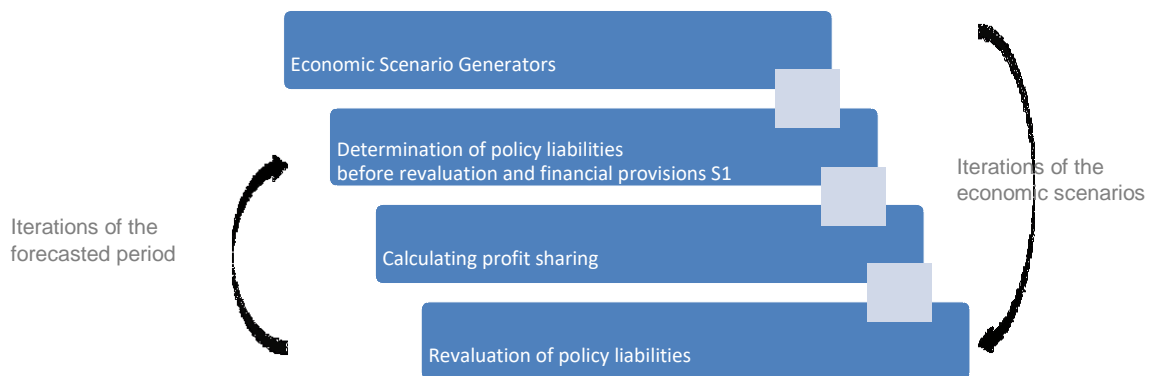 Economic Scenario Generators
Determination of policy liabilities
before revaluation and financial provisions S1
Calculating profit sharing
Revaluation of policy liabilities
Iterations of the
forecasted period
Iterations of the
economic scenarios